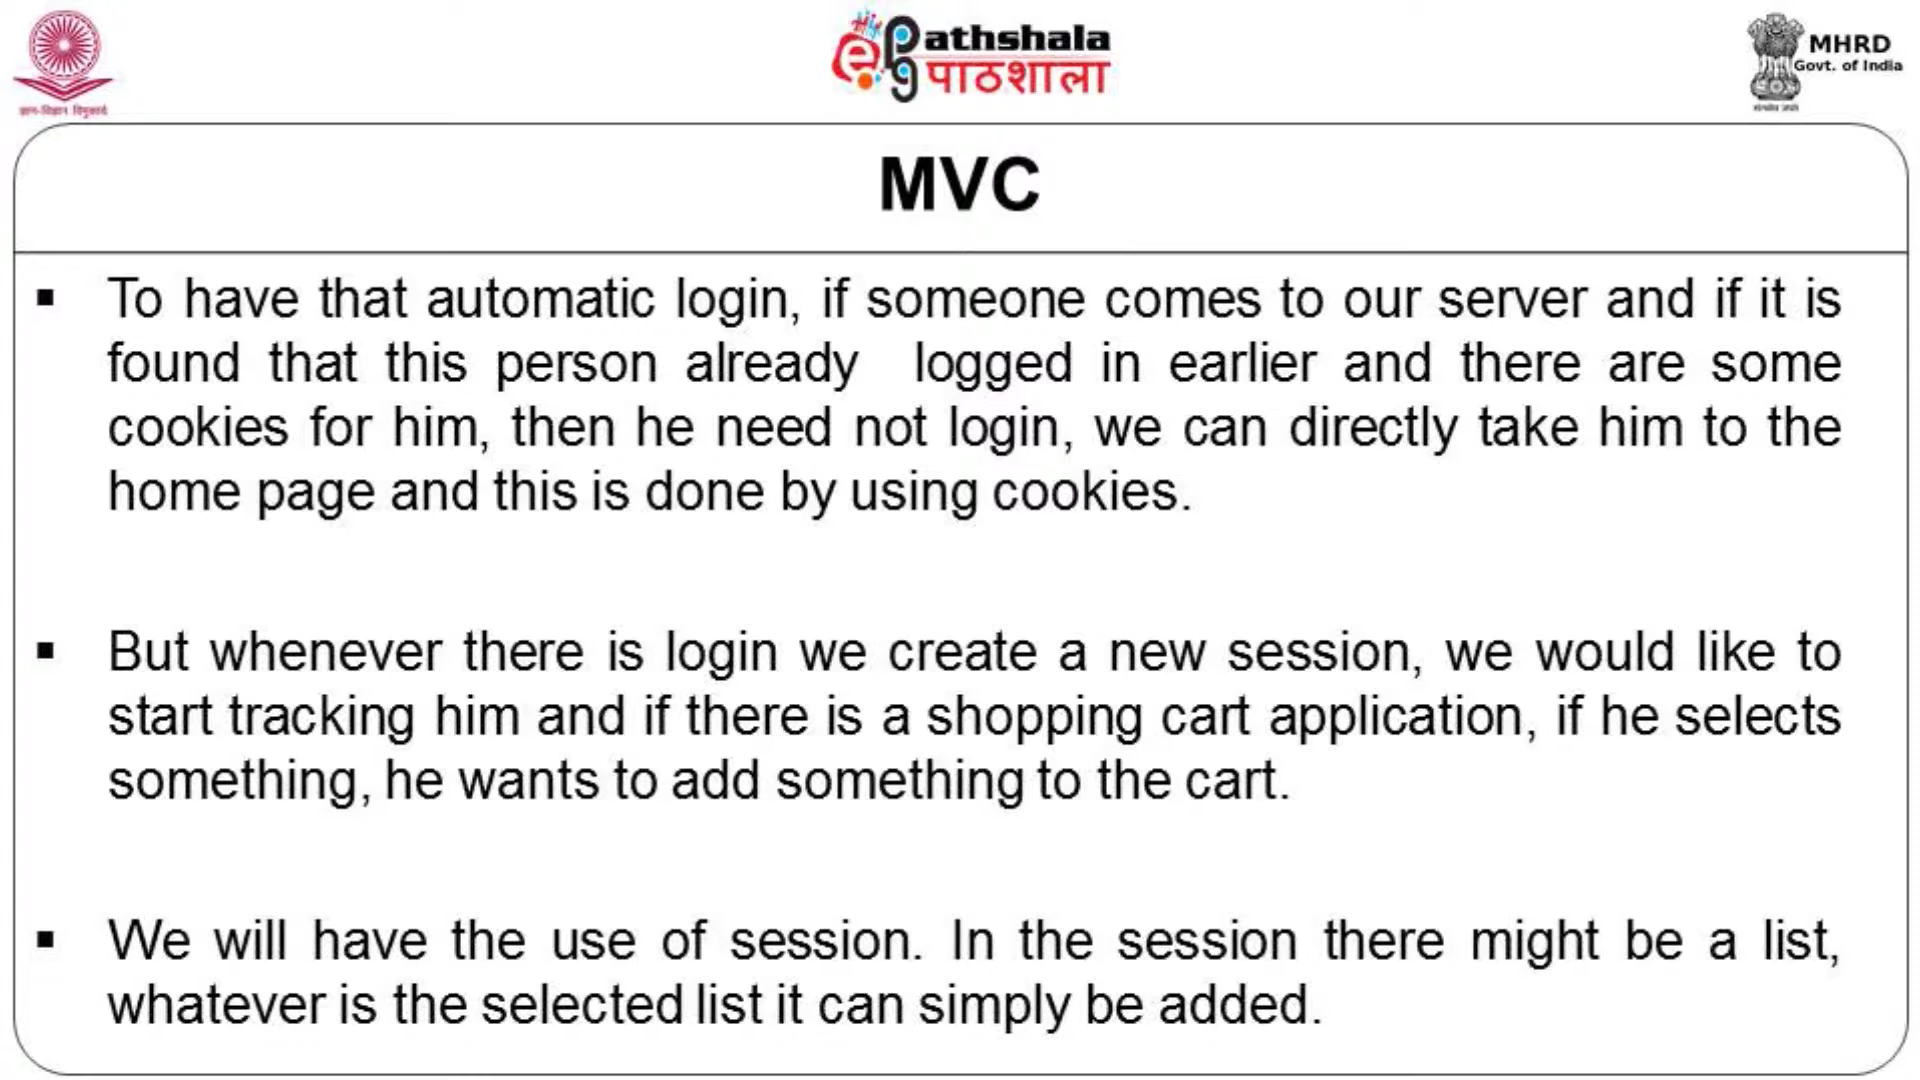 ज्ञान-विज्ञान विमुक्तये
ePG Pathshala
पाठशाला
MHRD
Govt. of India
सत्यमेव जयते
MVC
▪ To have that automatic login, if someone comes to our server and if it is
found that this person already logged in earlier and there are some
cookies for him, then he need not login, we can directly take him to the
home page and this is done by using cookies.
▪ But whenever there is login we create a new session, we would like to
start tracking him and if there is a shopping cart application, if he selects
something, he wants to add something to the cart.
▪ We will have the use of session. In the session there might be a list,
whatever is the selected list it can simply be added.